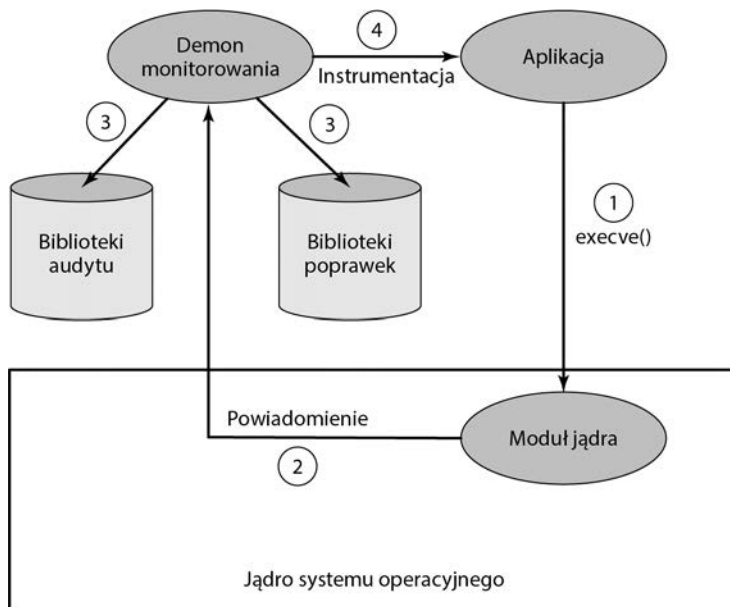 Demon
monitorowania
4
Instrumentacja
Aplikacja
3
3
1
execve()
Biblioteki
audytu
Biblioteki
poprawek
Powiadomienie
2
Moduł jądra
Jądro systemu operacyjnego